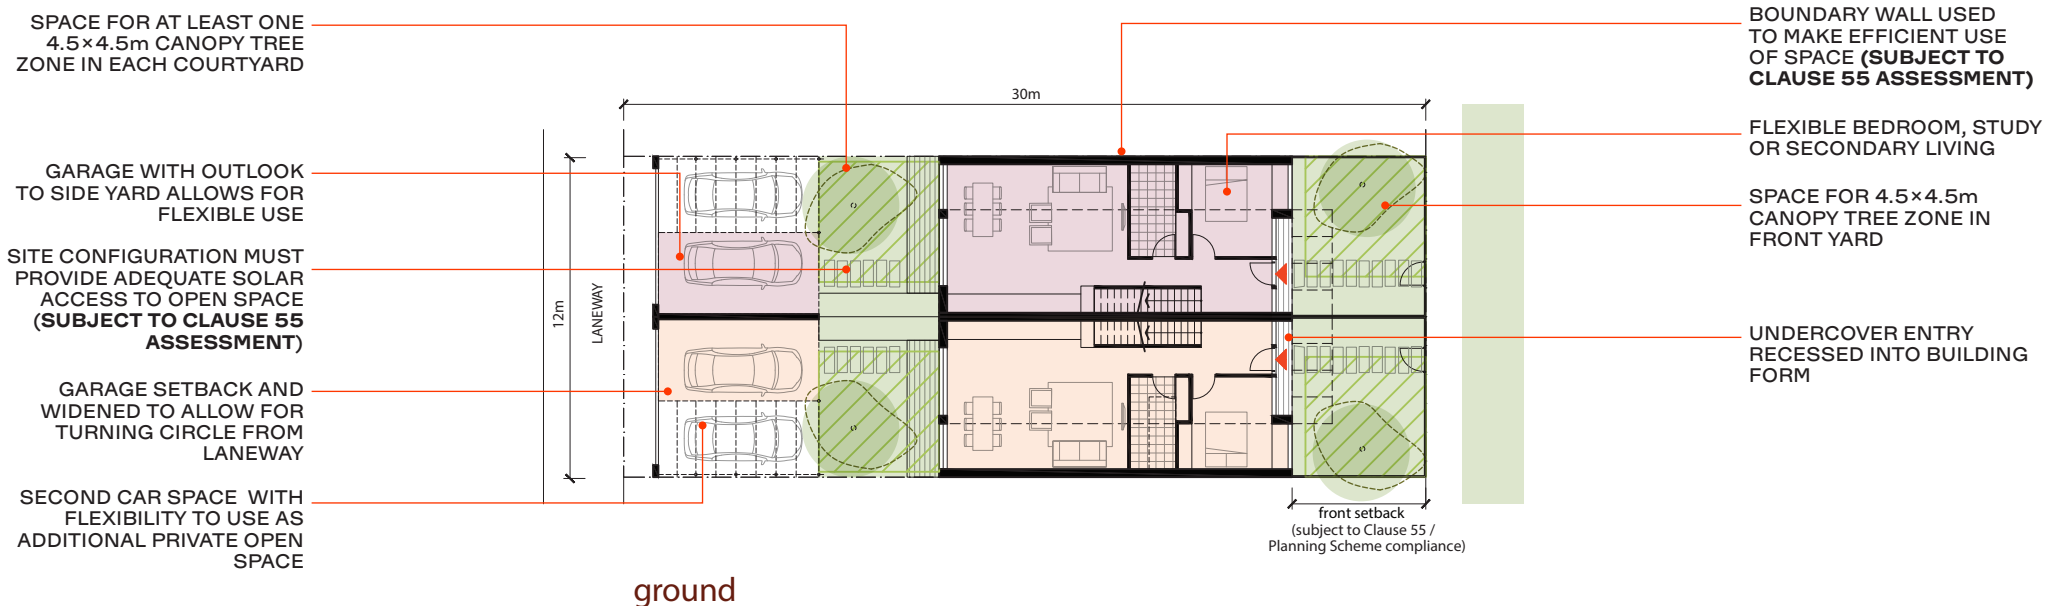 SPACE FOR AT LEAST ONE
4.5×4.5m CANOPY TREE
ZONE IN EACH COURTYARD
GARAGE WITH OUTLOOK
TO SIDE YARD ALLOWS FOR
FLEXIBLE USE
SITE CONFIGURATION MUST
PROVIDE ADEQUATE SOLAR
ACCESS TO OPEN SPACE
(SUBJECT TO CLAUSE 55
ASSESSMENT)
GARAGE SETBACK AND
WIDENED TO ALLOW FOR
TURNING CIRCLE FROM
LANEWAY
SECOND CAR SPACE WITH
FLEXIBILITY TO USE AS
ADDITIONAL PRIVATE OPEN
SPACE
30m
12m
LANEWAY
front setback
(subject to Clause 55 /
Planning Scheme compliance)
ground
BOUNDARY WALL USED
TO MAKE EFFICIENT USE
OF SPACE (SUBJECT TO
CLAUSE 55 ASSESSMENT)
FLEXIBLE BEDROOM, STUDY
OR SECONDARY LIVING
SPACE FOR 4.5×4.5m
CANOPY TREE ZONE IN
FRONT YARD
UNDERCOVER ENTRY
RECESSED INTO BUILDING
FORM